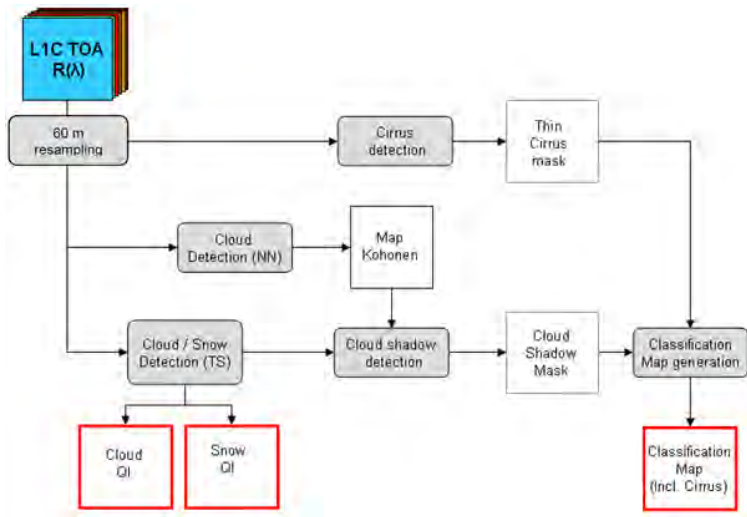 L1C TOA
R(λ)
60 m
resampling
Cirrus
detection
Thin
Cirrus
mask
Cloud
Detection (NN)
Map
Kohonen
Cloud / Snow
Detection (TS)
Cloud shadow
detection
Cloud
Shadow
Mask
Classification
Map generation
Cloud
QI
Snow
QI
Classification
Map
(Incl. Cirrus)